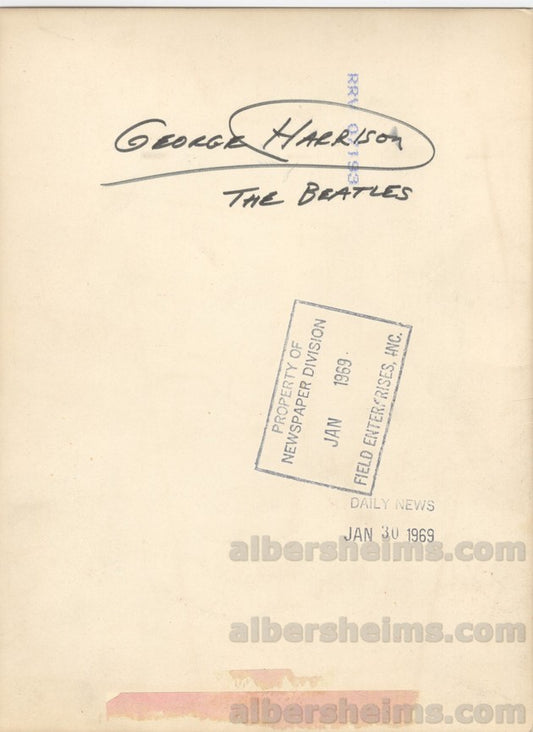 GEORGE HARRISON
THE BEATLES
PROPERTY OF
NEWSPAPER DIVISION
JAN 1969
FIELD ENTERPRISES, INC.
DAILY NEWS
JAN 30 1969
albersheims.com
albersheims.com
albersheims.com